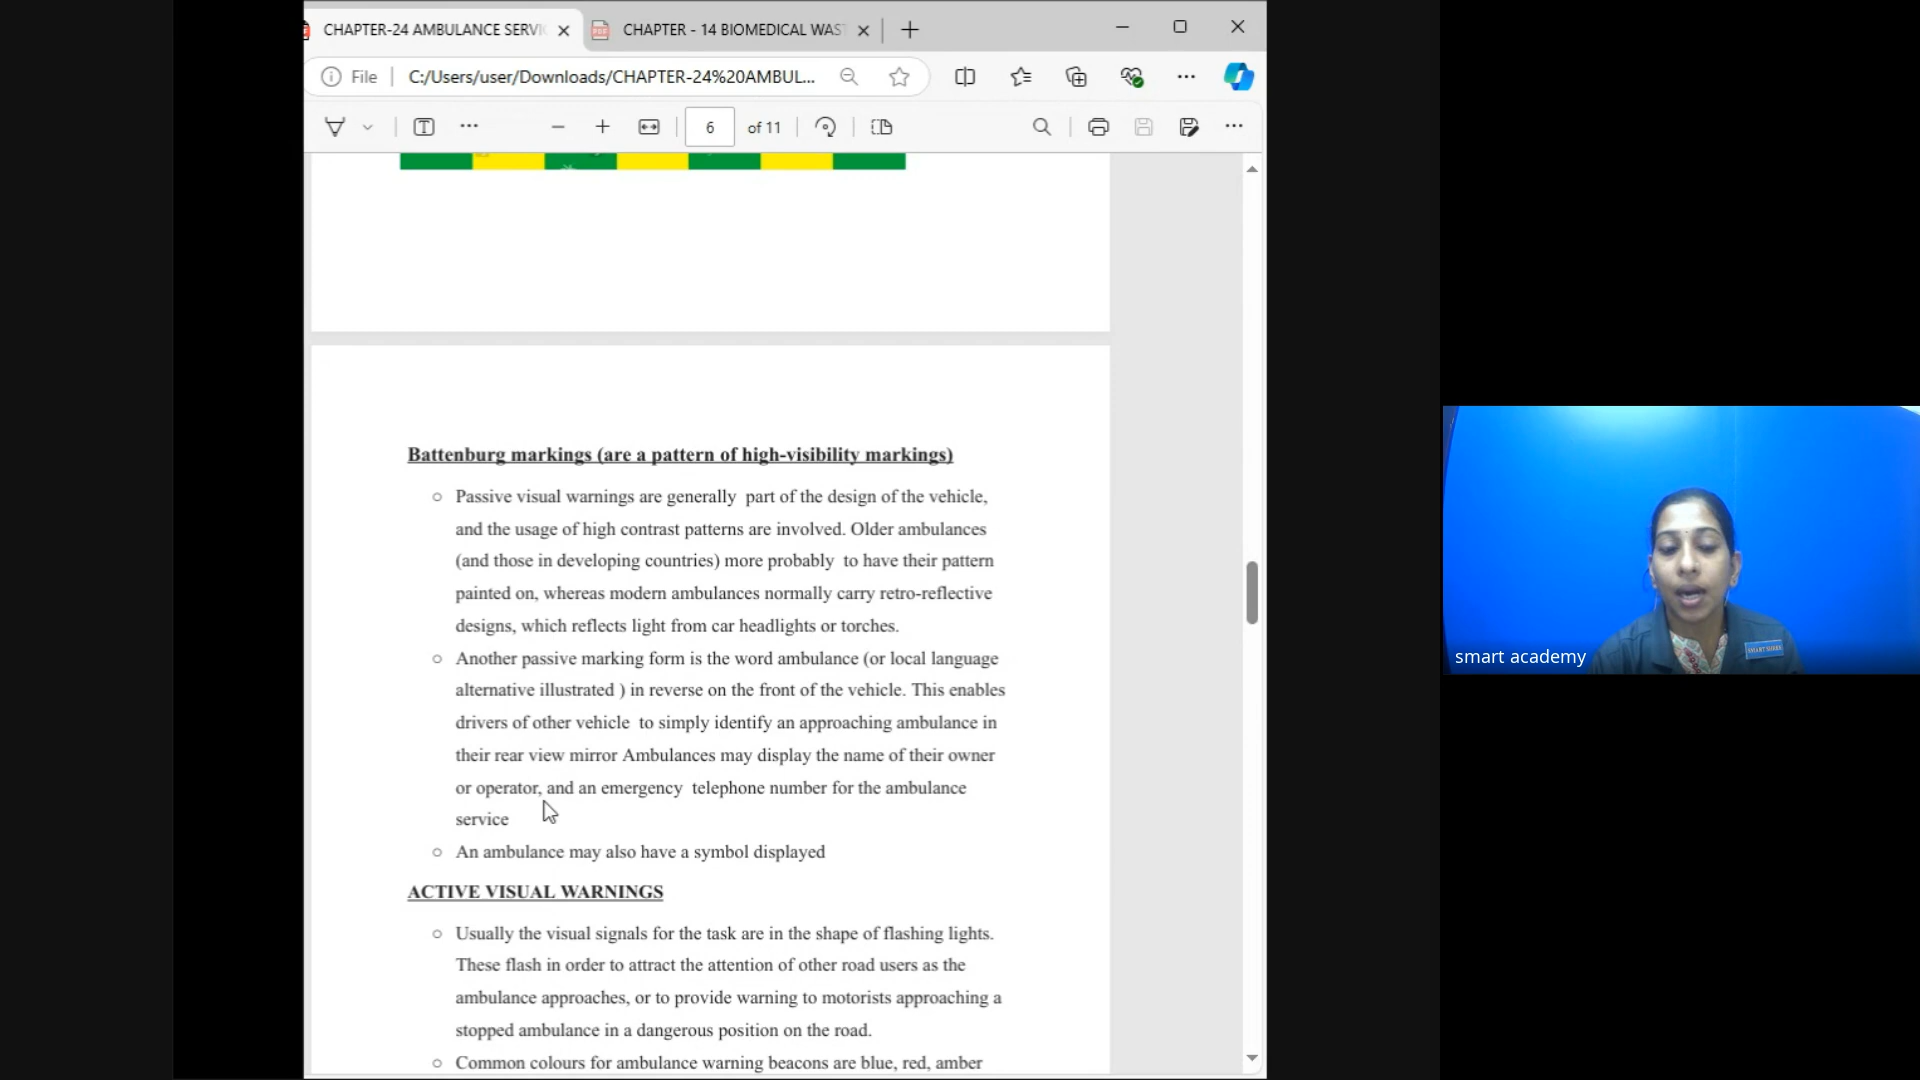 CHAPTER-24 AMBULANCE SERVI
CHAPTER - 14 BIOMEDICAL WAS
File
C:/Users/user/Downloads/CHAPTER-24%20AMBUL...
6 of 11
Battenburg markings (are a pattern of high-visibility markings)
Passive visual warnings are generally part of the design of the vehicle,
and the usage of high contrast patterns are involved. Older ambulances
(and those in developing countries) more probably to have their pattern
painted on, whereas modern ambulances normally carry retro-reflective
designs, which reflects light from car headlights or torches.
Another passive marking form is the word ambulance (or local language
alternative illustrated ) in reverse on the front of the vehicle. This enables
drivers of other vehicle to simply identify an approaching ambulance in
their rear view mirror Ambulances may display the name of their owner
or operator, and an emergency telephone number for the ambulance
service
An ambulance may also have a symbol displayed
ACTIVE VISUAL WARNINGS
Usually the visual signals for the task are in the shape of flashing lights.
These flash in order to attract the attention of other road users as the
ambulance approaches, or to provide warning to motorists approaching a
stopped ambulance in a dangerous position on the road.
Common colours for ambulance warning beacons are blue, red, amber
smart academy